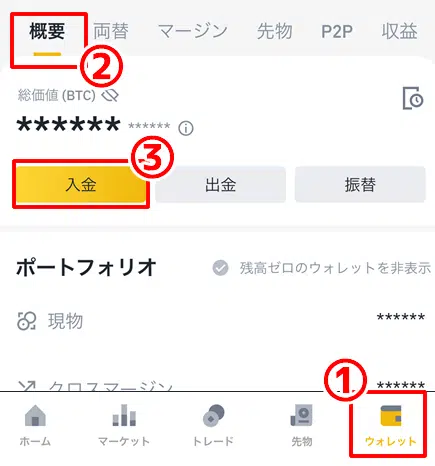 概要 両替 マージン 先物 P2P 収益
②
総価値 (BTC)
****** ******
③
入金 出金 振替
ポートフォリオ 残高ゼロのウォレットを非表示
現物 ******
クロスマージン ******
①
ホーム マーケット トレード 先物 ウォレット